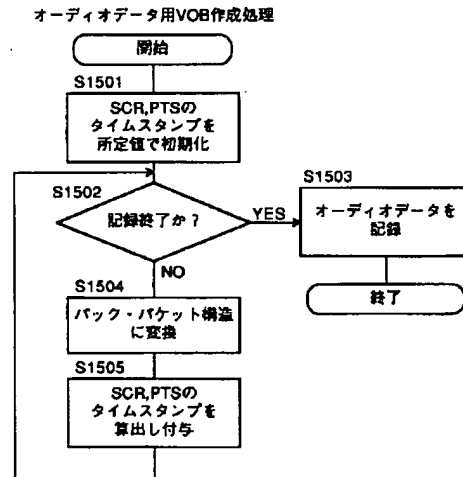 オーディオデータ用VOB作成処理
開始
S1501
SCR,PTSの
タイムスタンプを
所定値で初期化
S1502
記録終了か?
YES
S1503
オーディオデータを
記録
終了
NO
S1504
パック・パケット構造
に変換
S1505
SCR,PTSの
タイムスタンプを
算出し付与